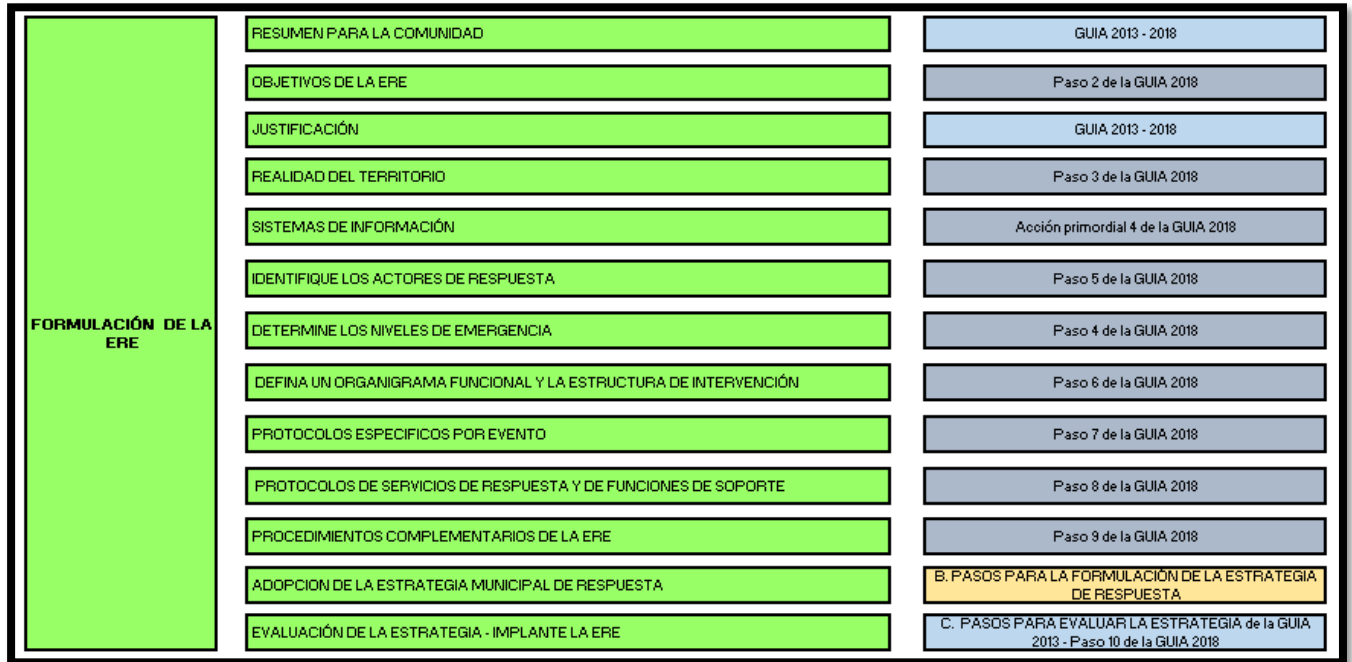 RESUMEN PARA LA COMUNIDAD
GUIA 2013 - 2018
OBJETIVOS DE LA ERE
Paso 2 de la GUIA 2018
JUSTIFICACIÓN
GUIA 2013 - 2018
REALIDAD DEL TERRITORIO
Paso 3 de la GUIA 2018
SISTEMAS DE INFORMACIÓN
Acción primordial 4 de la GUIA 2018
IDENTIFIQUE LOS ACTORES DE RESPUESTA
Paso 5 de la GUIA 2018
FORMULACIÓN DE LA
ERE
DETERMINE LOS NIVELES DE EMERGENCIA
Paso 4 de la GUIA 2018
DEFINA UN ORGANIGRAMA FUNCIONAL Y LA ESTRUCTURA DE INTERVENCIÓN
Paso 6 de la GUIA 2018
PROTOCOLOS ESPECIFICOS POR EVENTO
Paso 7 de la GUIA 2018
PROTOCOLOS DE SERVICIOS DE RESPUESTA Y DE FUNCIONES DE SOPORTE
Paso 8 de la GUIA 2018
PROCEDIMIENTOS COMPLEMENTARIOS DE LA ERE
Paso 9 de la GUIA 2018
ADOPCION DE LA ESTRATEGIA MUNICIPAL DE RESPUESTA
B. PASOS PARA LA FORMULACIÓN DE LA ESTRATEGIA
DE RESPUESTA
EVALUACIÓN DE LA ESTRATEGIA - IMPLANTE LA ERE
C. PASOS PARA EVALUAR LA ESTRATEGIA de la GUIA
2013 - Paso 10 de la GUIA 2018